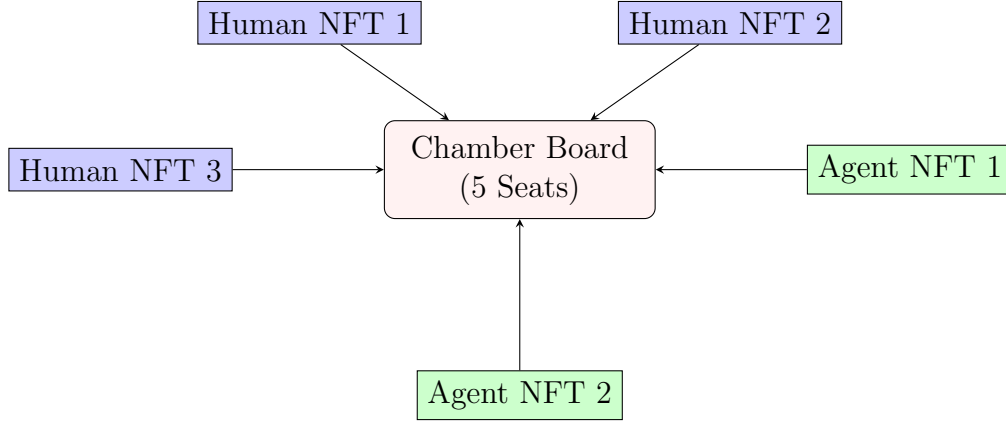 Human NFT 1
Human NFT 2
Chamber Board
(5 Seats)
Human NFT 3
Agent NFT 1
Agent NFT 2